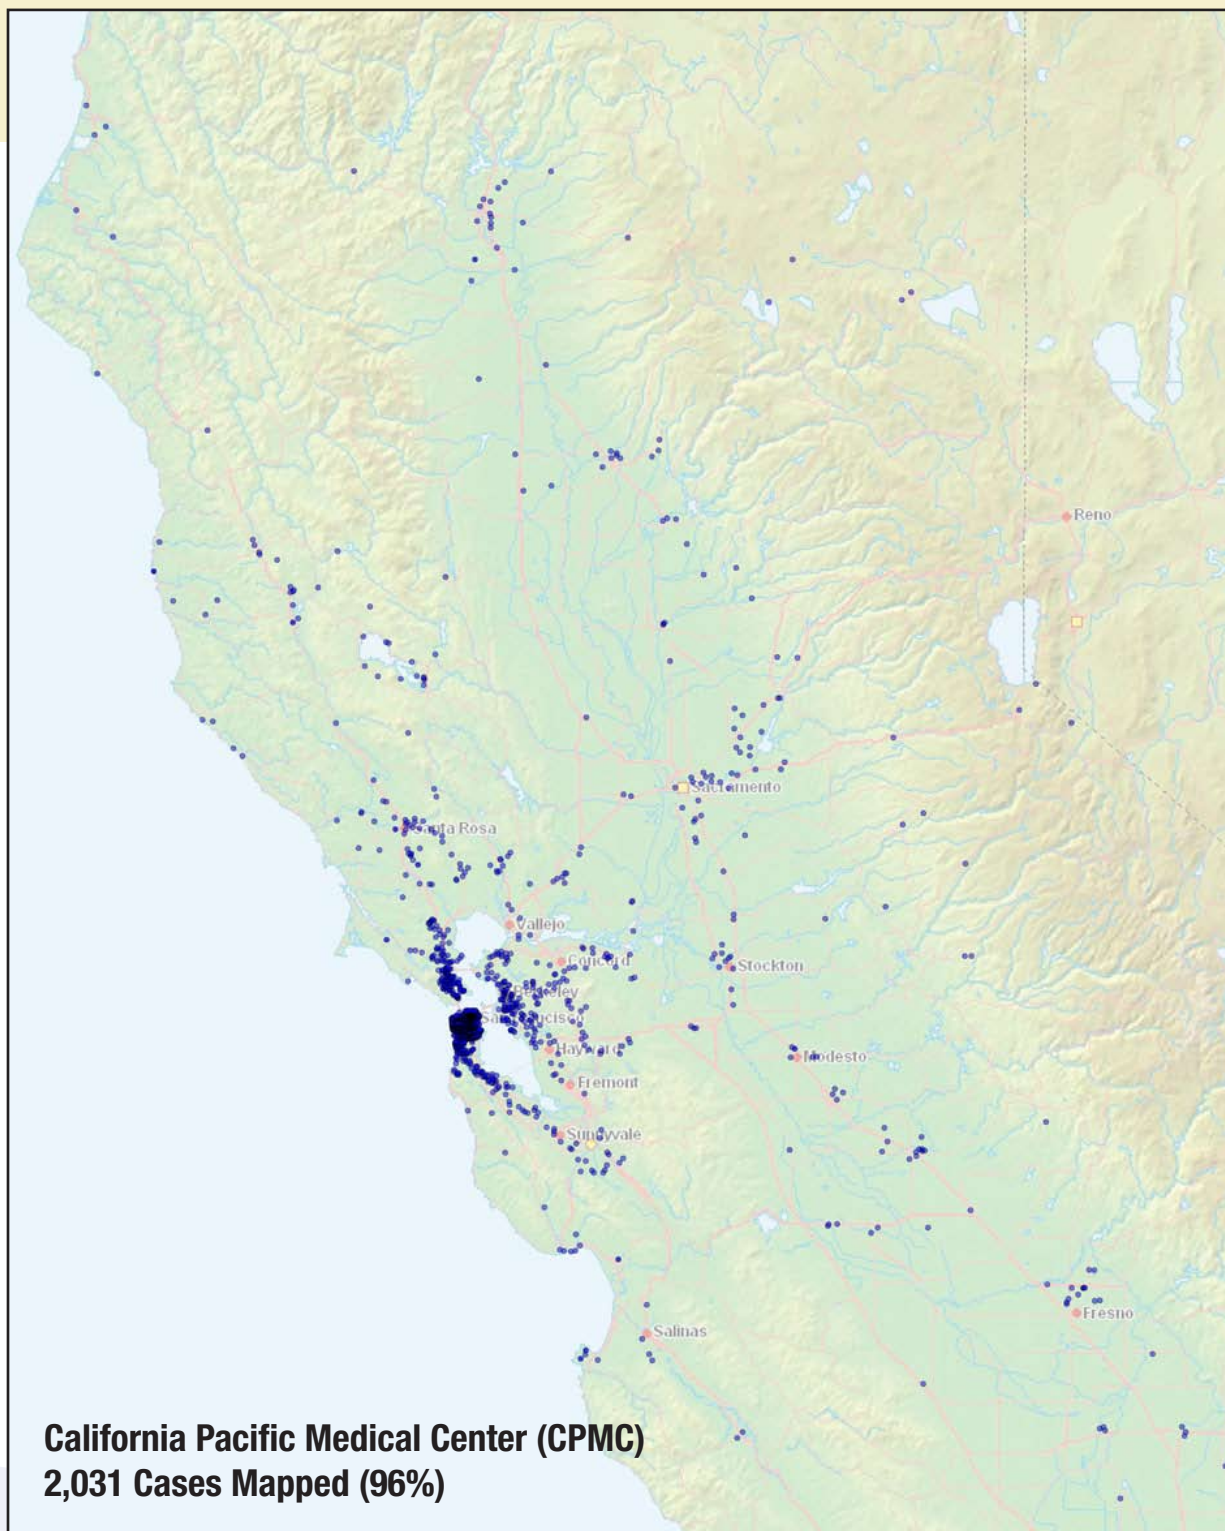 Reno
Sacramento
Santa Rosa
Vallejo
Concord
Stockton
Berkeley
San Francisco
Hayward
Modesto
Fremont
Sunnyvale
Fresno
Salinas
California Pacific Medical Center (CPMC)
2,031 Cases Mapped (96%)